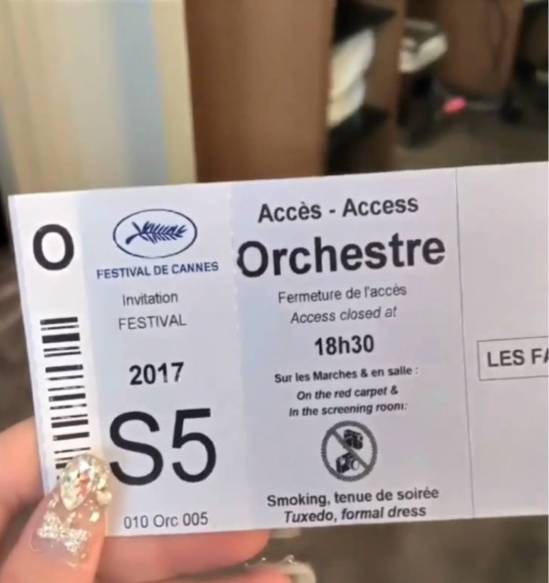 O
FESTIVAL DE CANNES
Invitation
FESTIVAL
2017
S5
010 Orc 005
Accès - Access
Orchestre
Fermeture de l'accès
Access closed at
18h30
Sur les Marches & en salle :
On the red carpet &
In the screening room:
Smoking, tenue de soirée
Tuxedo, formal dress
LES